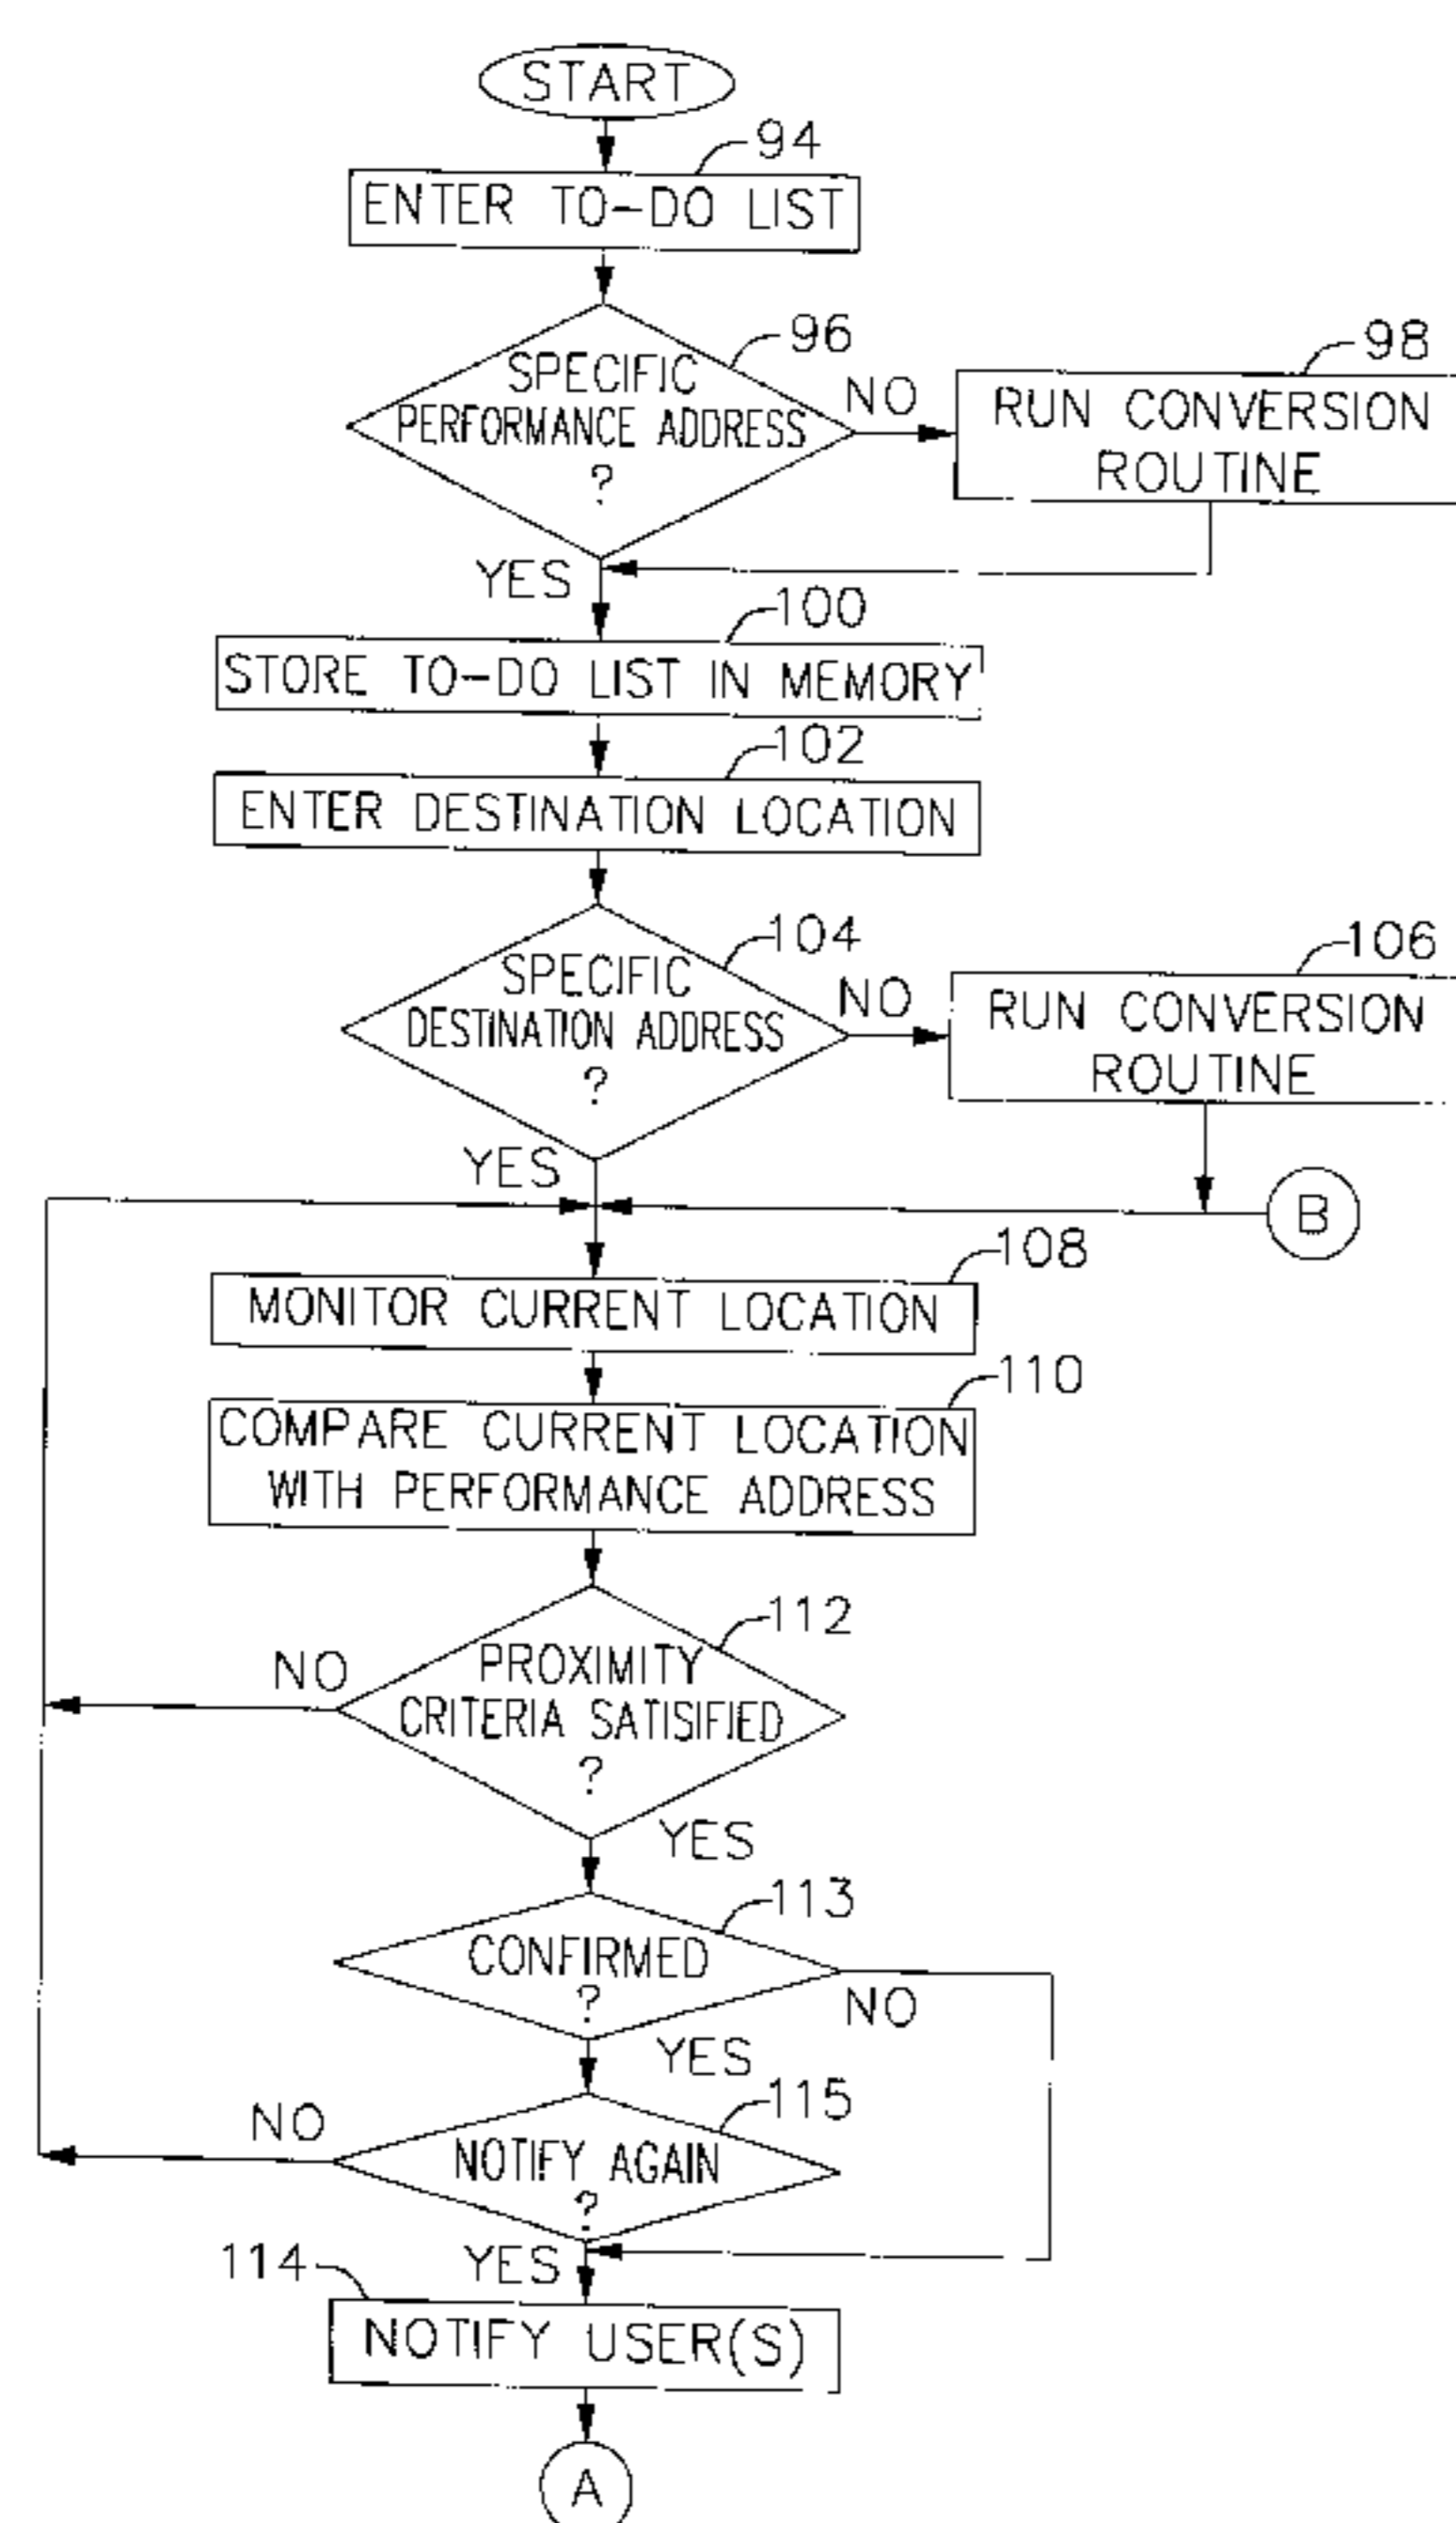 START
94
ENTER TO-DO LIST
96
SPECIFIC
PERFORMANCE ADDRESS
?
NO
98
RUN CONVERSION
ROUTINE
YES
100
STORE TO-DO LIST IN MEMORY
102
ENTER DESTINATION LOCATION
104
SPECIFIC
DESTINATION ADDRESS
?
NO
106
RUN CONVERSION
ROUTINE
YES
B
108
MONITOR CURRENT LOCATION
110
COMPARE CURRENT LOCATION
WITH PERFORMANCE ADDRESS
112
NO
PROXIMITY
CRITERIA SATISIFIED
?
YES
113
CONFIRMED
?
NO
YES
115
NO
NOTIFY AGAIN
?
114
YES
NOTIFY USER(S)
A